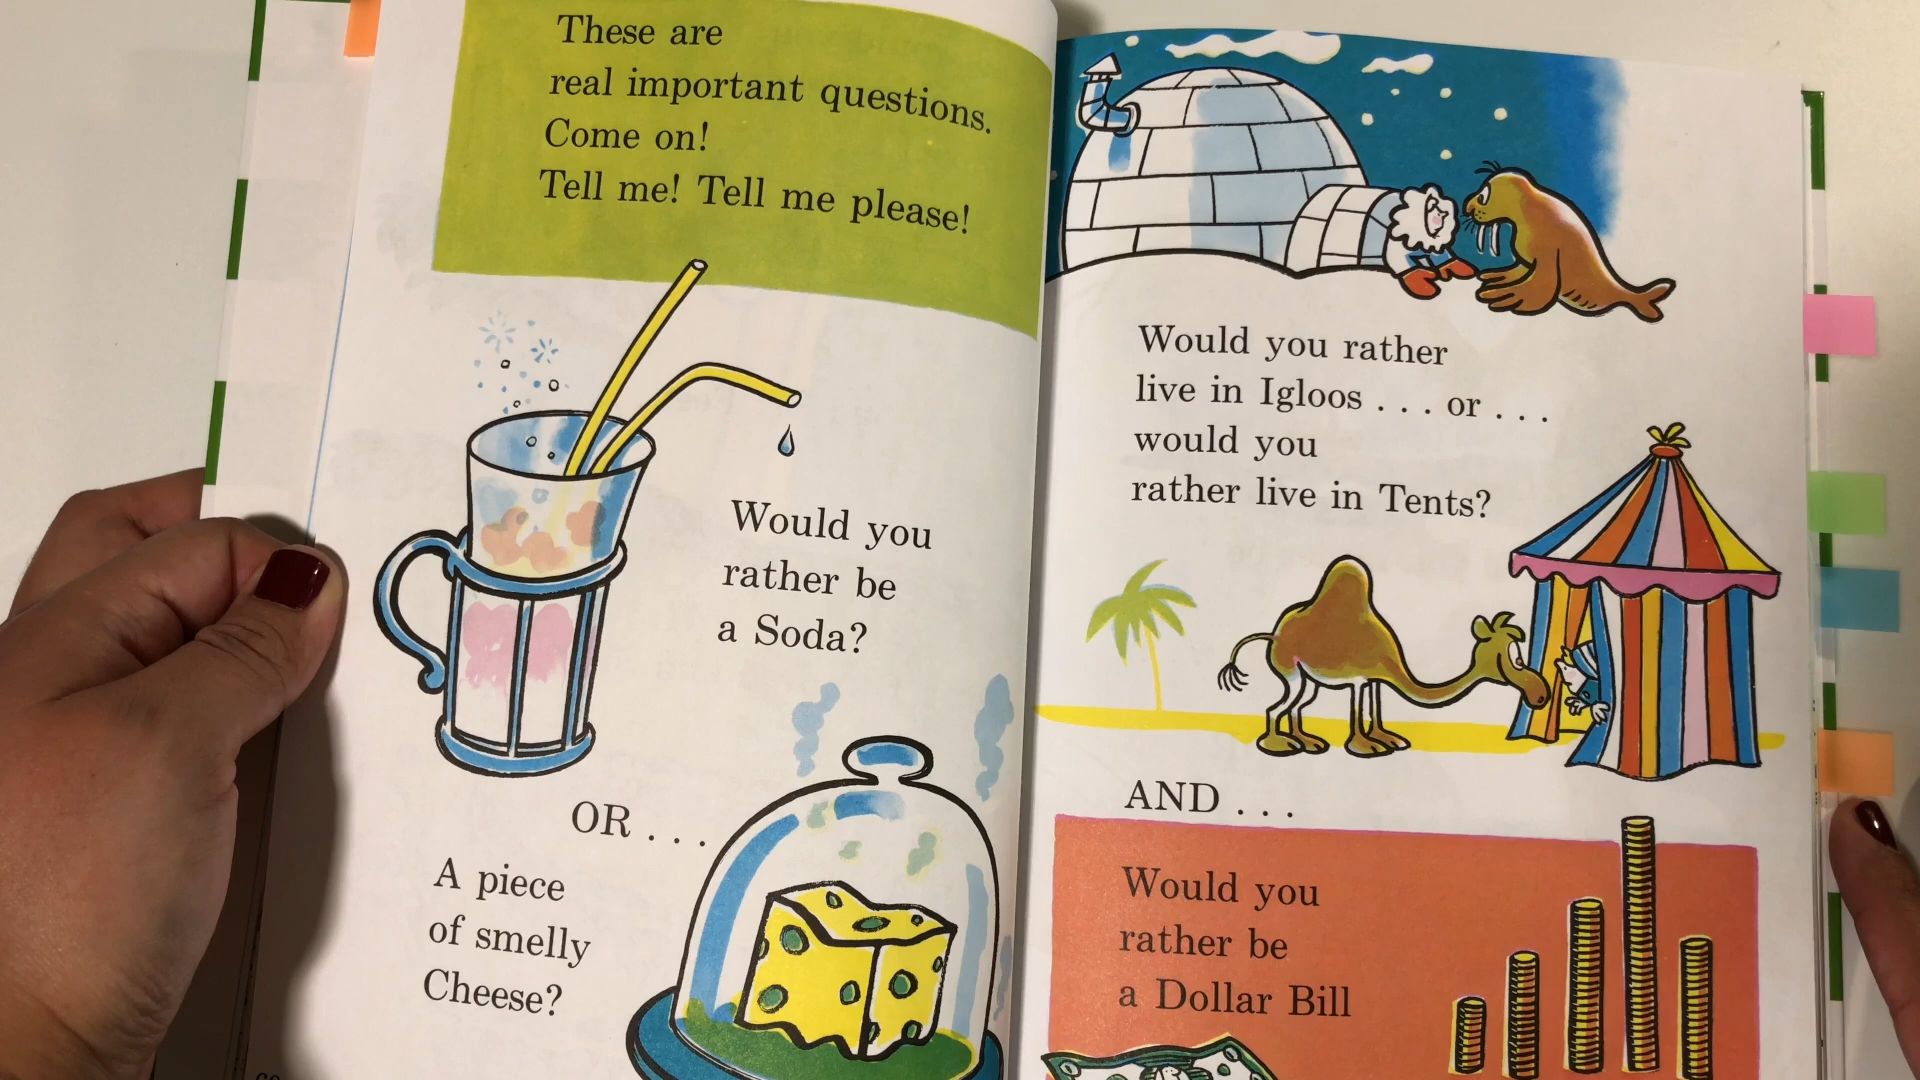 These are
real important questions.
Come on!
Tell me! Tell me please!
Would you
rather be
a Soda?
OR . . .
A piece
of smelly
Cheese?
Would you rather
live in Igloos . . . or . . .
would you
rather live in Tents?
AND . . .
Would you
rather be
a Dollar Bill